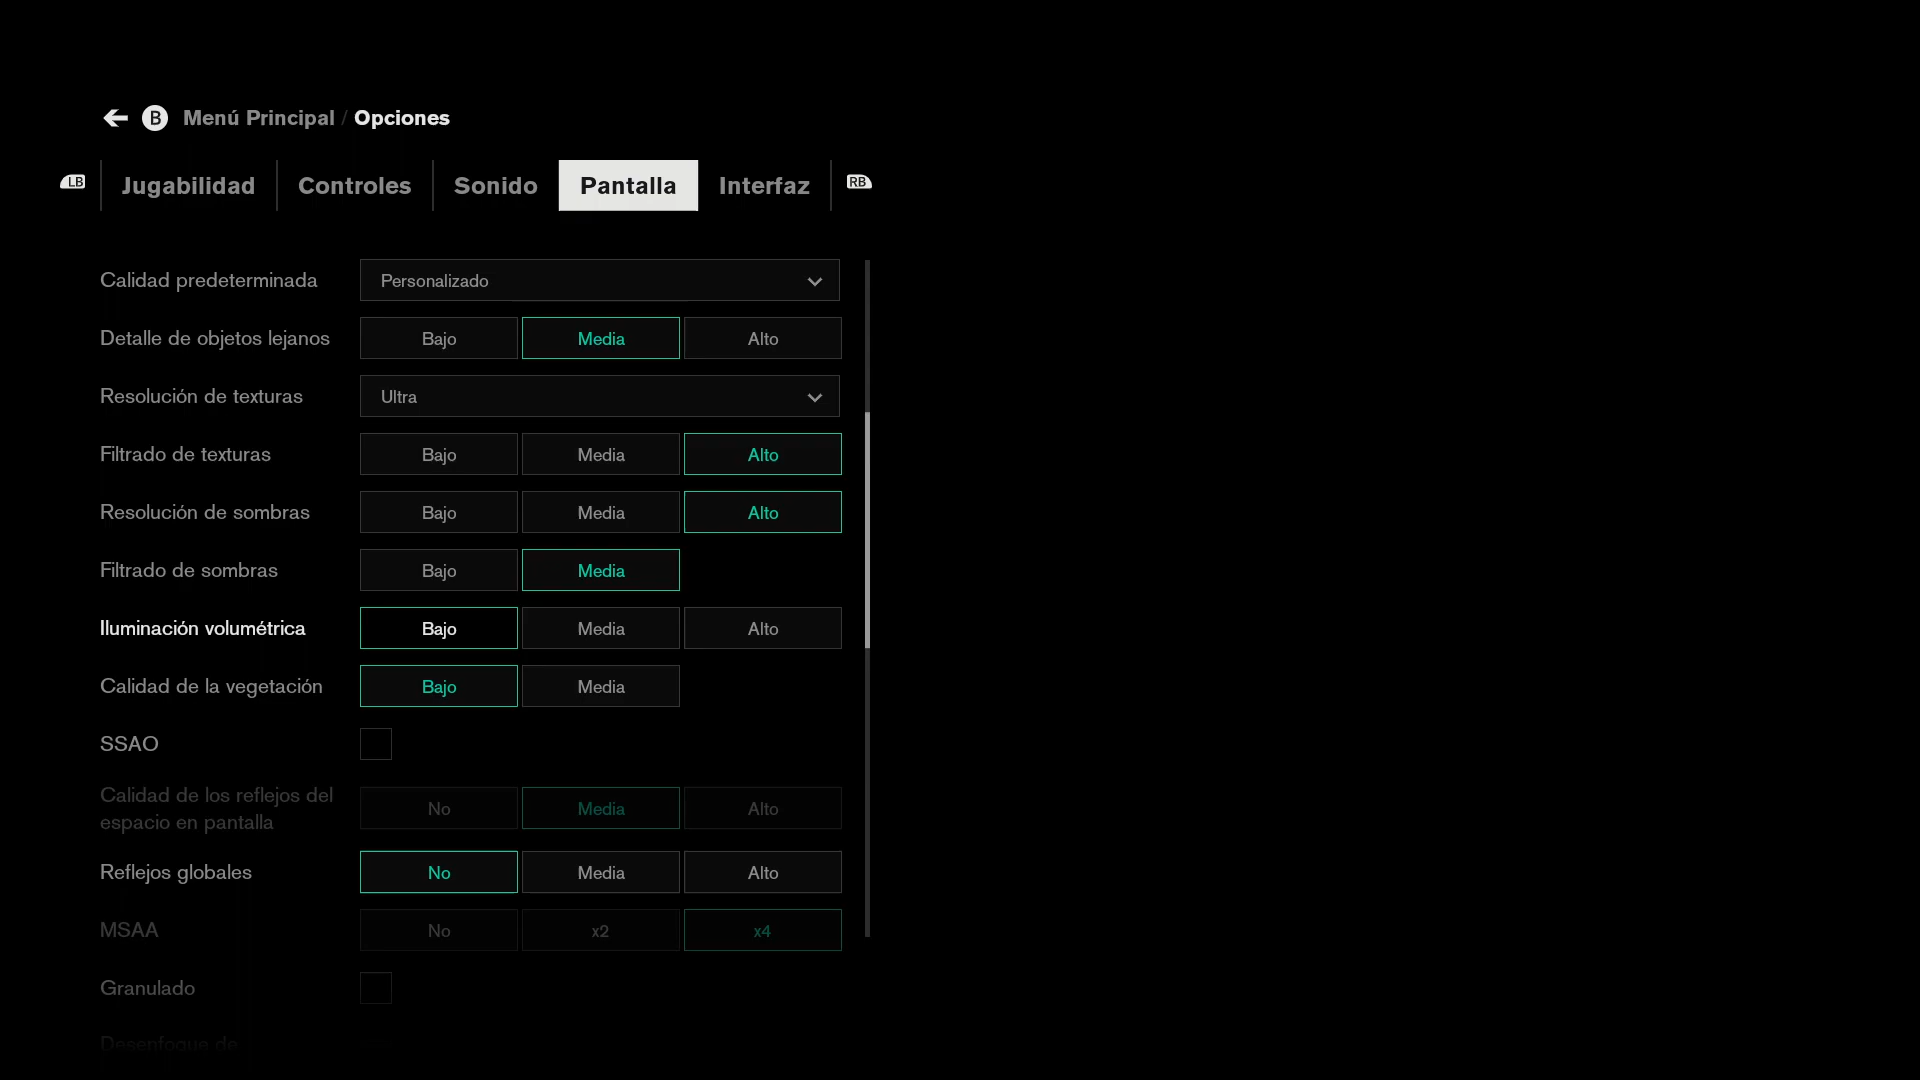 B Menú Principal / Opciones
LB Jugabilidad Controles Sonido Pantalla Interfaz RB
Calidad predeterminada Personalizado
Detalle de objetos lejanos Bajo Media Alto
Resolución de texturas Ultra
Filtrado de texturas Bajo Media Alto
Resolución de sombras Bajo Media Alto
Filtrado de sombras Bajo Media
Iluminación volumétrica Bajo Media Alto
Calidad de la vegetación Bajo Media
SSAO
Calidad de los reflejos del
espacio en pantalla No Media Alto
Reflejos globales No Media Alto
MSAA No x2 x4
Granulado
Desenfoque de